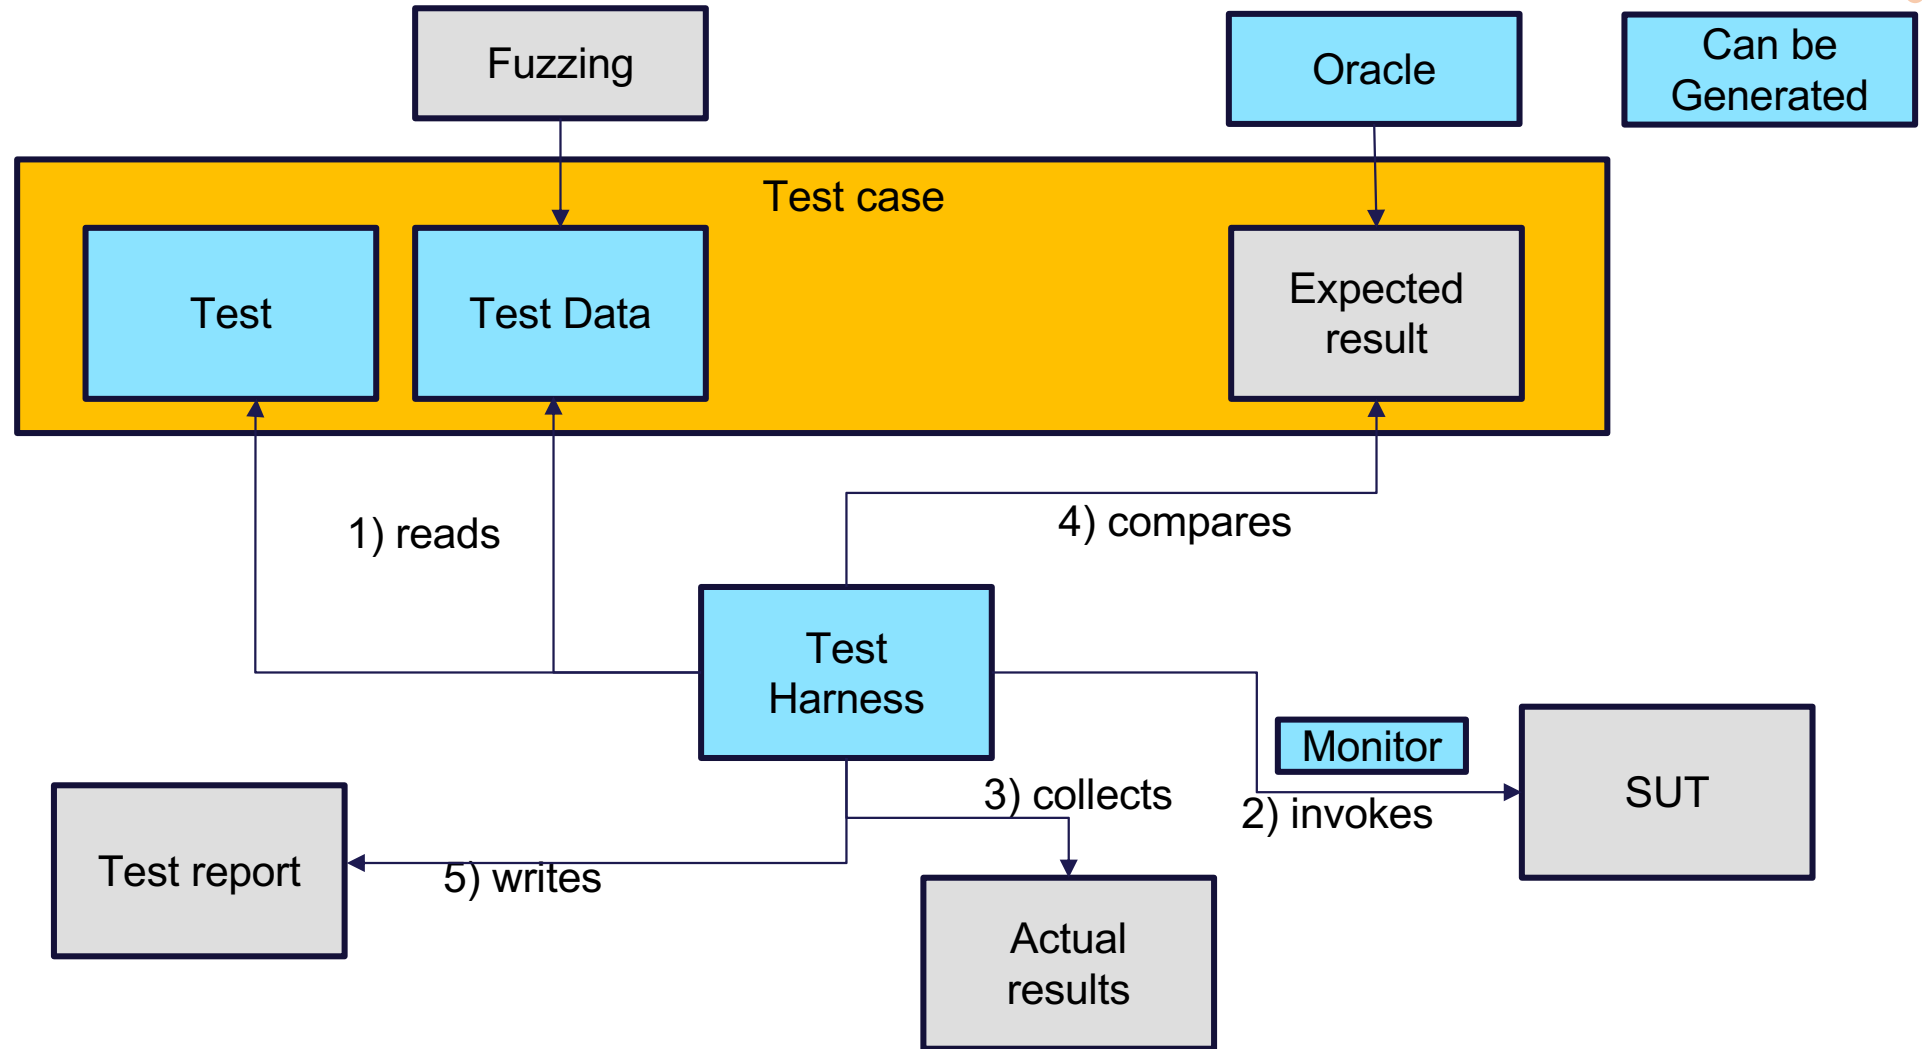 Fuzzing
Oracle
Can be
Generated
Test case
Test
Test Data
Expected
result
1) reads
4) compares
Test
Harness
Monitor
SUT
3) collects
2) invokes
Test report
5) writes
Actual
results